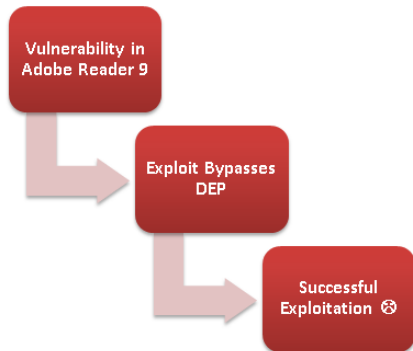 Vulnerability in
Adobe Reader 9
Exploit Bypasses
DEP
Successful
Exploitation ☹